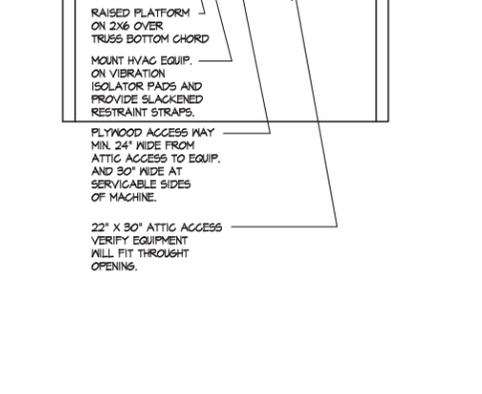 RAISED PLATFORM
ON 2X6 OVER
TRUSS BOTTOM CHORD
MOUNT HVAC EQUIP.
ON VIBRATION
ISOLATOR PADS AND
PROVIDE SLACKENED
RESTRAINT STRAPS.
PLYWOOD ACCESS WAY
MIN. 24" WIDE FROM
ATTIC ACCESS TO EQUIP.
AND 30" WIDE AT
SERVICABLE SIDES
OF MACHINE.
22" X 30" ATTIC ACCESS
VERIFY EQUIPMENT
WILL FIT THROUGHT
OPENING.